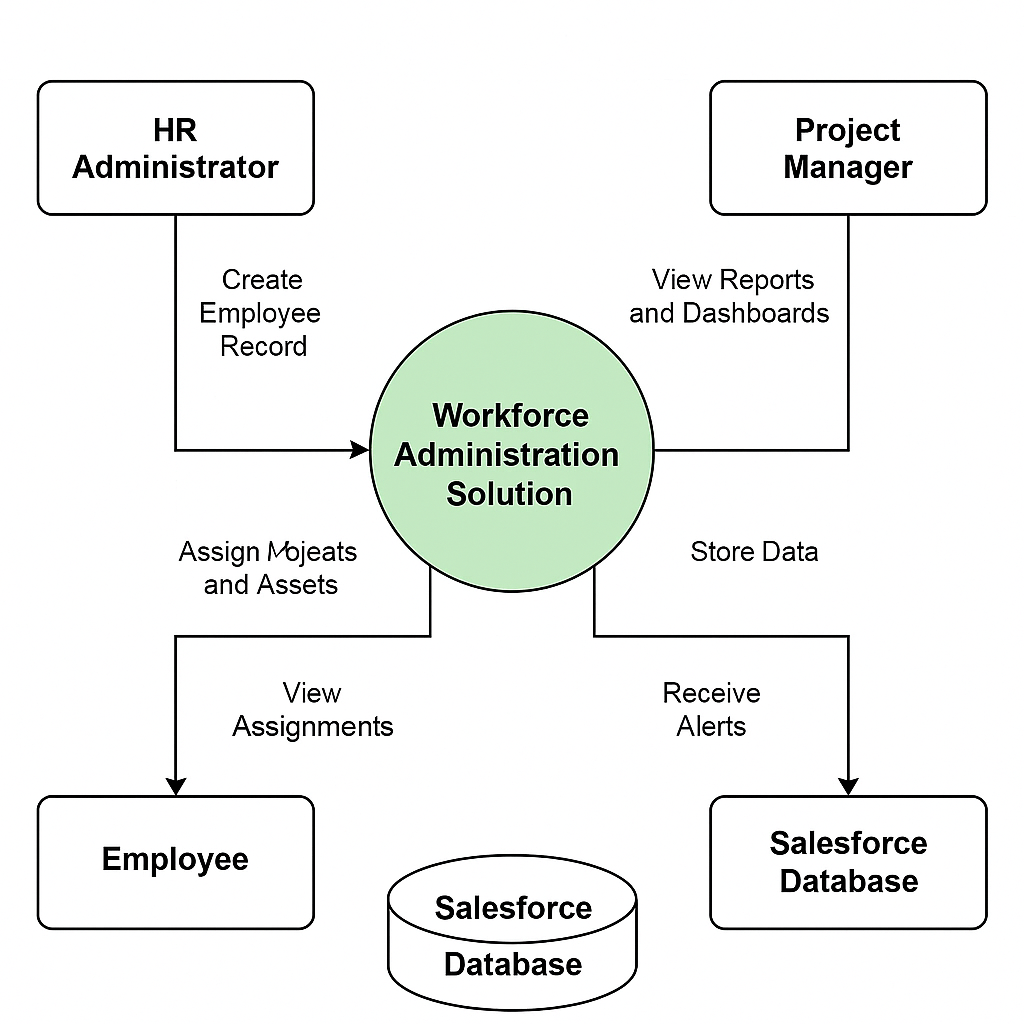 HR
Administrator
Project
Manager
Create
Employee
Record
View Reports
and Dashboards
Workforce
Administration
Solution
Assign
and Assets
Store Data
View
Assignments
Receive
Alerts
Employee
Salesforce
Database
Salesforce
Database